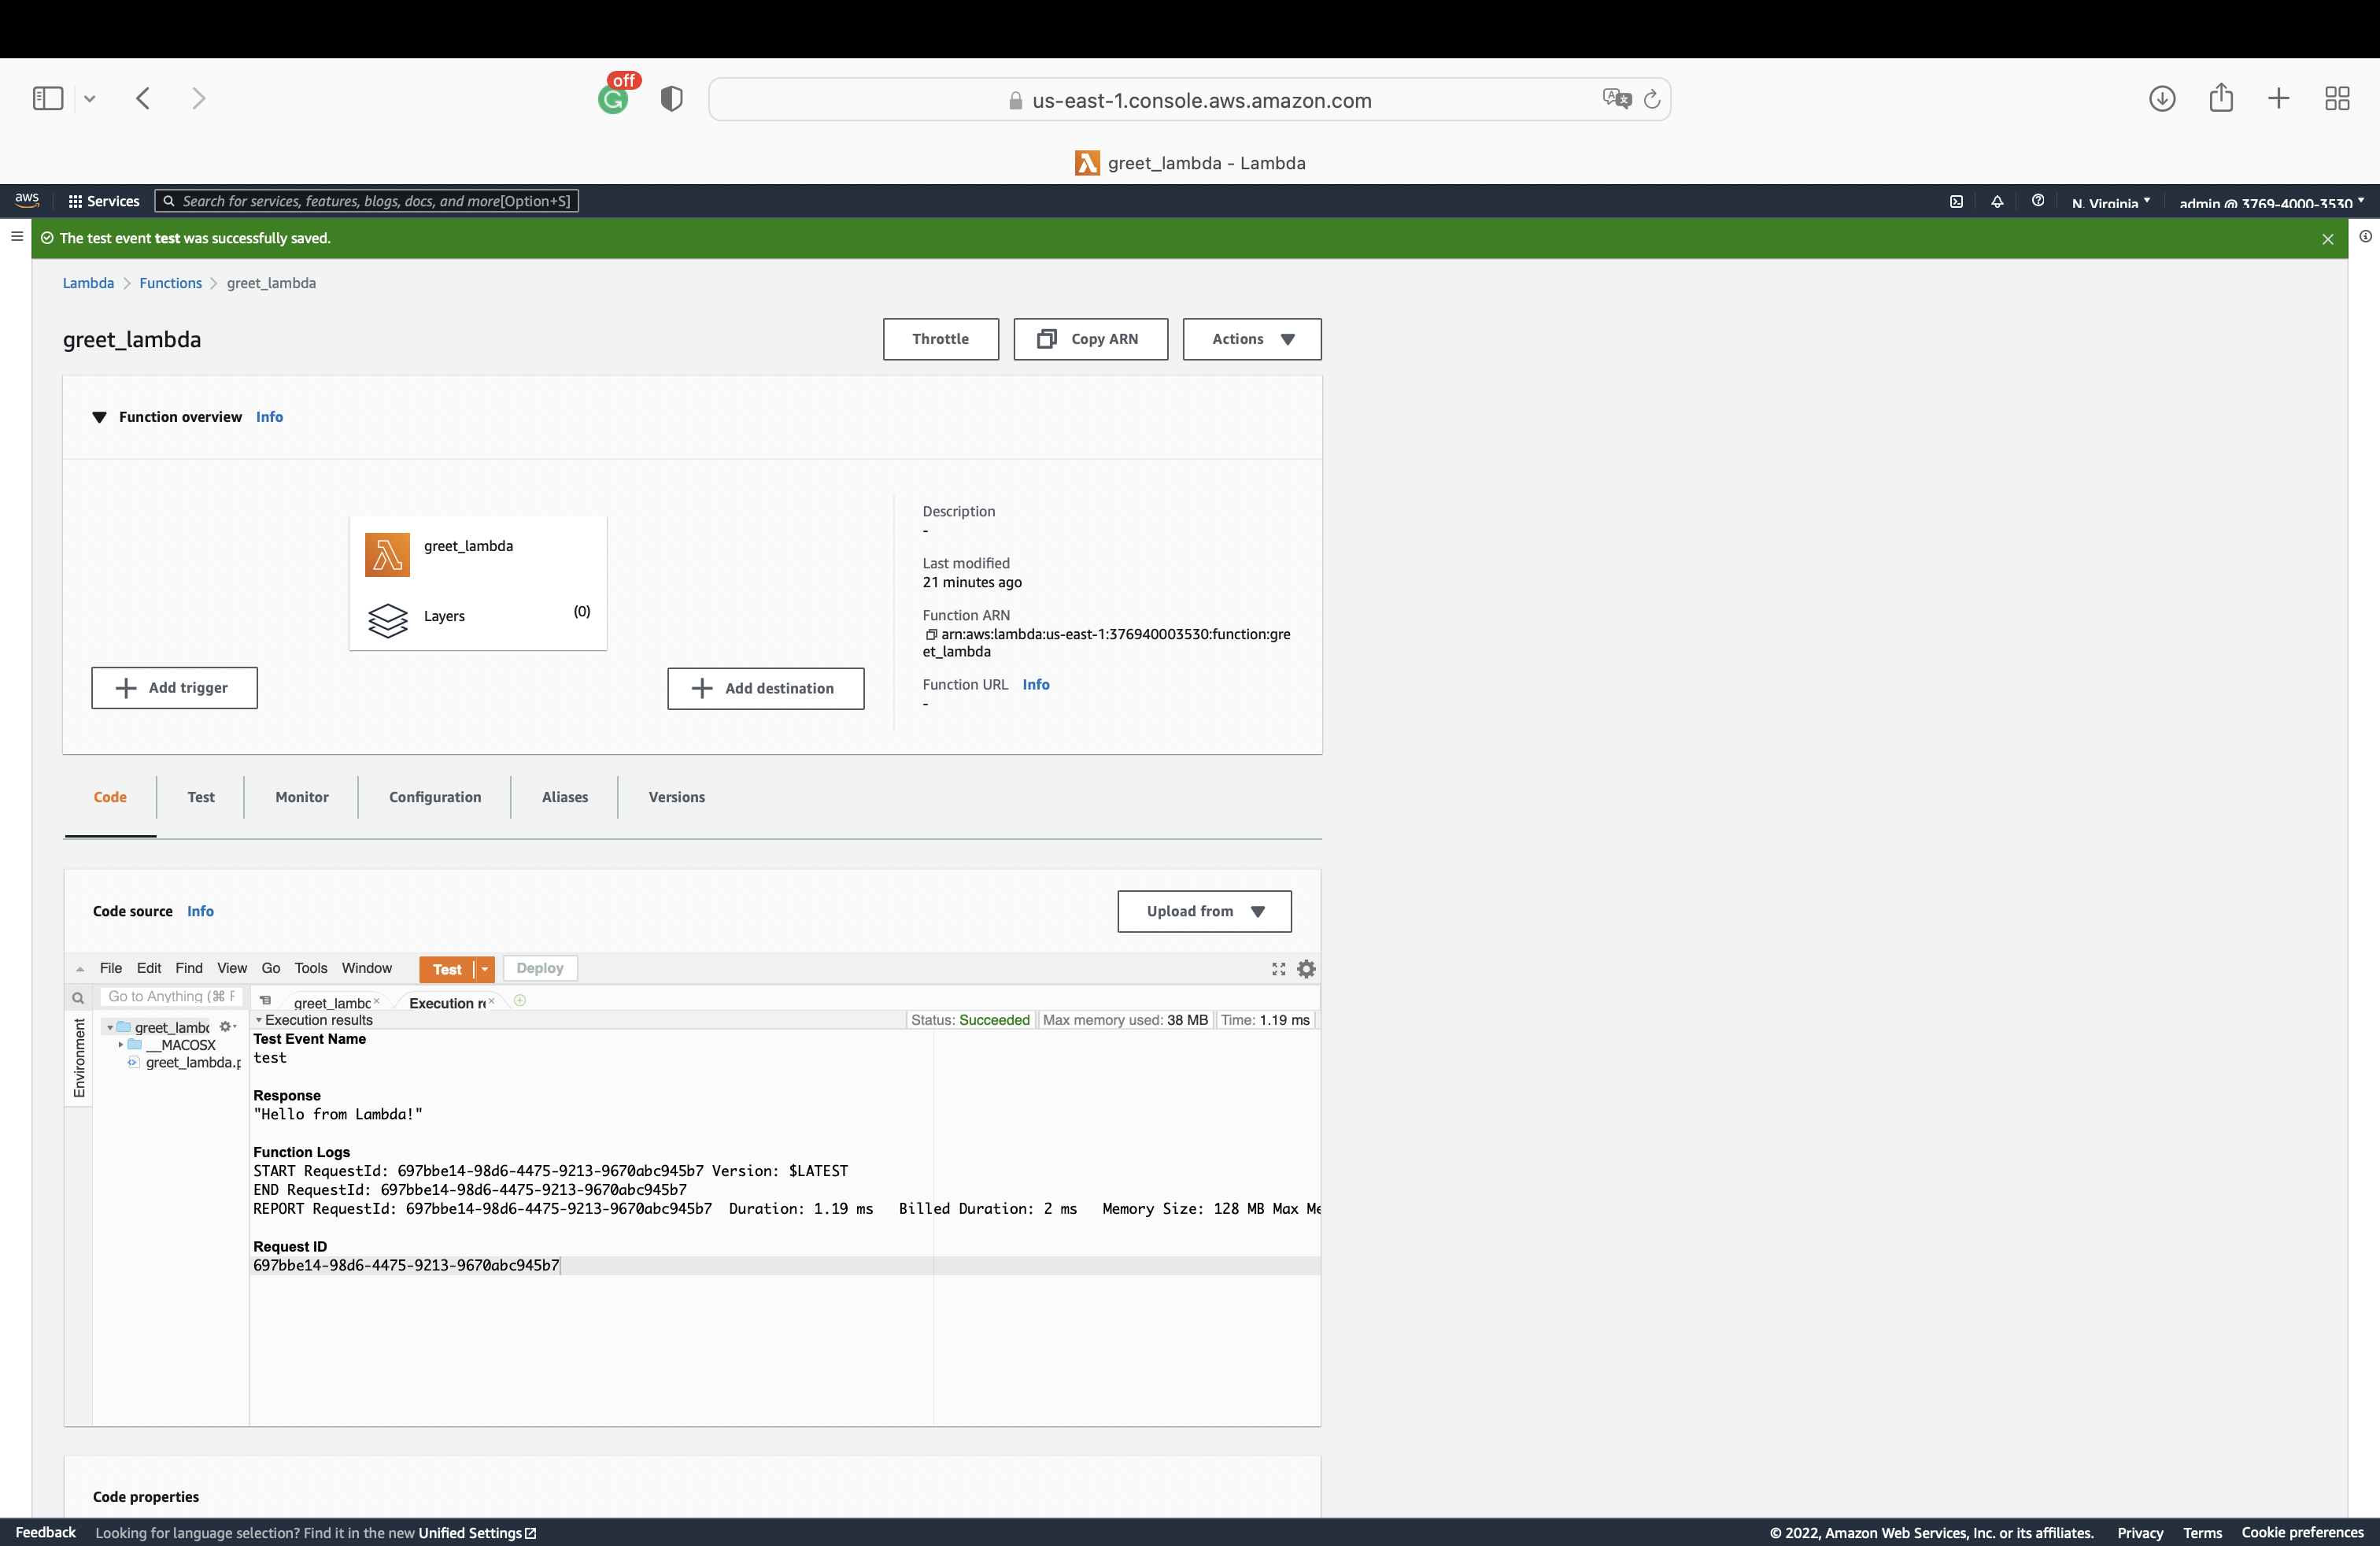 off
us-east-1.console.aws.amazon.com
greet_lambda - Lambda
aws Services Search for services, features, blogs, docs, and more [Option+S] N. Virginia admin @ 3769-4000-3530
The test event test was successfully saved.
Lambda Functions greet_lambda
greet_lambda Throttle Copy ARN Actions
Function overview Info
greet_lambda
Layers (0)
Add trigger
Add destination
Description
-
Last modified
21 minutes ago
Function ARN
arn:aws:lambda:us-east-1:376940003530:function:gre
et_lambda
Function URL Info
-
Code Test Monitor Configuration Aliases Versions
Code source Info Upload from
File Edit Find View Go Tools Window Test Deploy
Go to Anything (⌘ F greet_lambc Execution re
Environment
greet_lambc
__MACOSX
greet_lambda.p
Execution results Status: Succeeded Max memory used: 38 MB Time: 1.19 ms
Test Event Name
test
Response
"Hello from Lambda!"
Function Logs
START RequestId: 697bbe14-98d6-4475-9213-9670abc945b7 Version: $LATEST
END RequestId: 697bbe14-98d6-4475-9213-9670abc945b7
REPORT RequestId: 697bbe14-98d6-4475-9213-9670abc945b7 Duration: 1.19 ms Billed Duration: 2 ms Memory Size: 128 MB Max Me
Request ID
697bbe14-98d6-4475-9213-9670abc945b7
Code properties
Feedback Looking for language selection? Find it in the new Unified Settings © 2022, Amazon Web Services, Inc. or its affiliates. Privacy Terms Cookie preferences